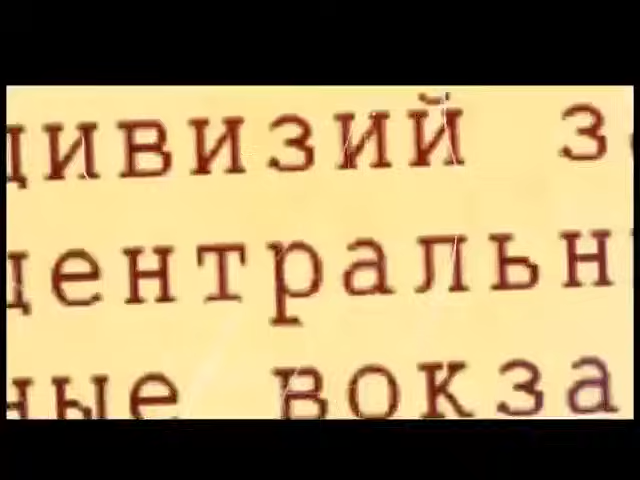 дивизий з
центральн
ные вокза